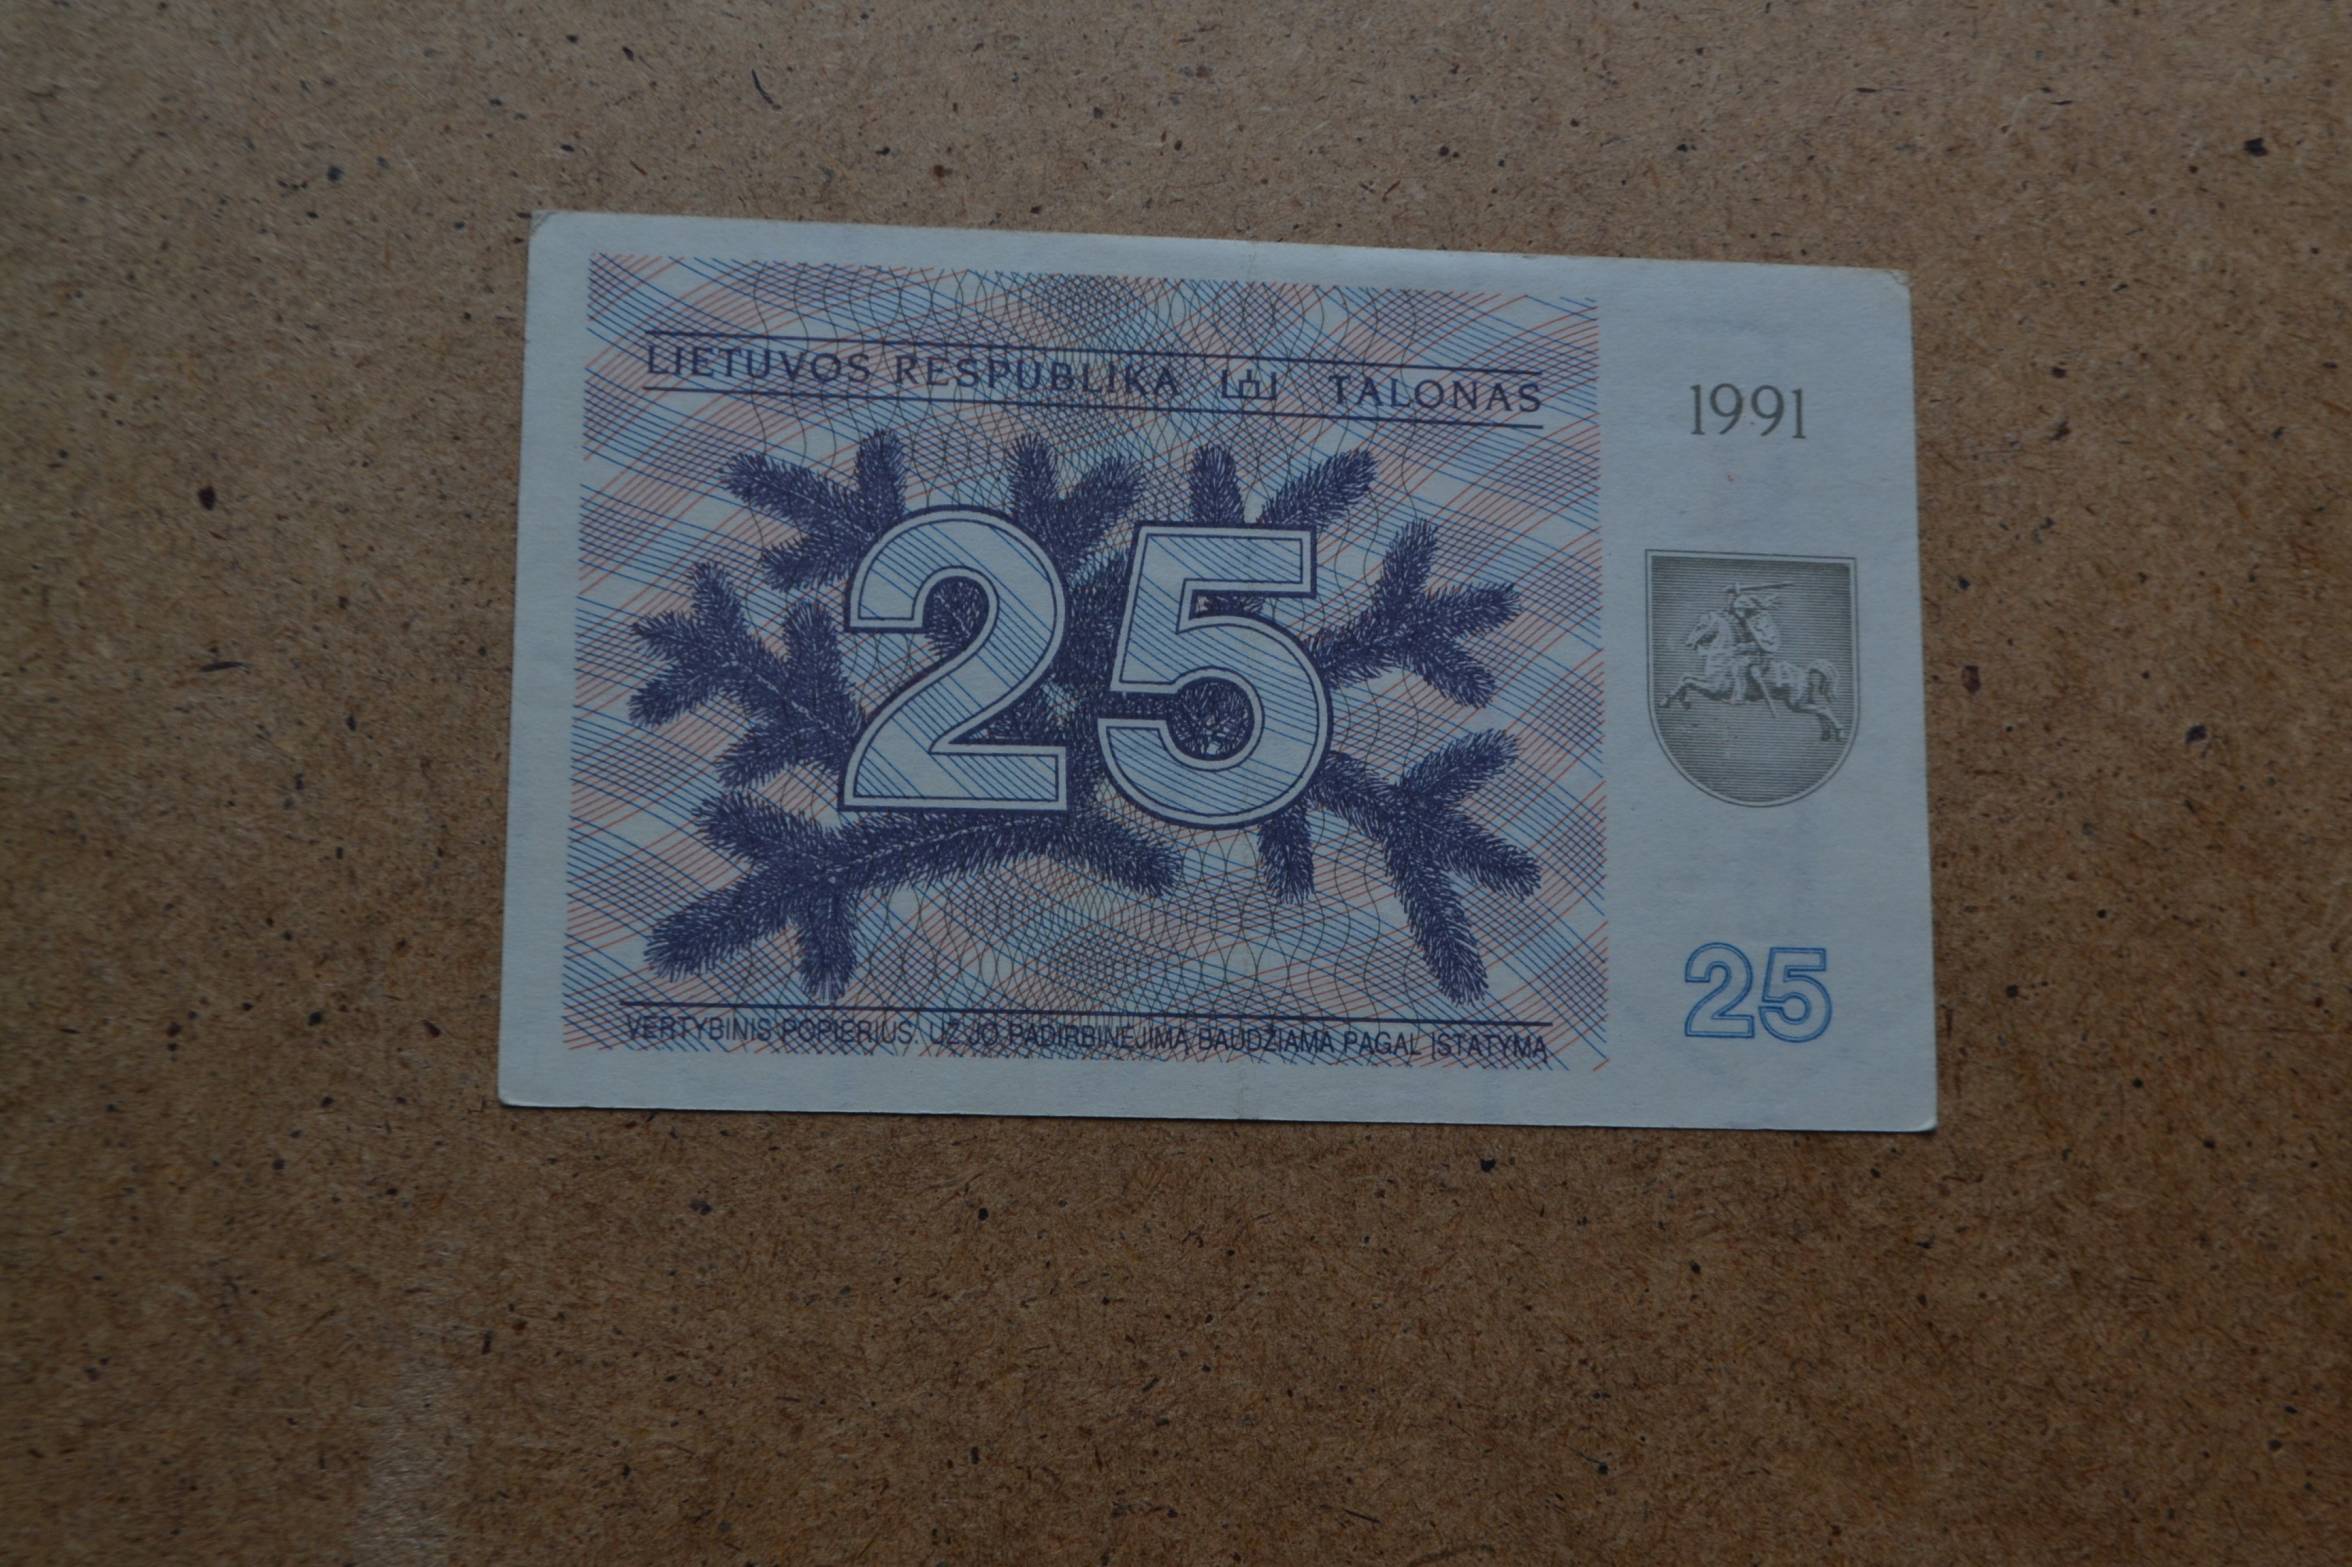 LIETUVOS RESPUBLIKA TALONAS
1991
25
25
VERTYBINIS POPIERIUS. UŽ JO PADIRBINĖJIMĄ BAUDŽIAMA PAGAL ĮSTATYMĄ